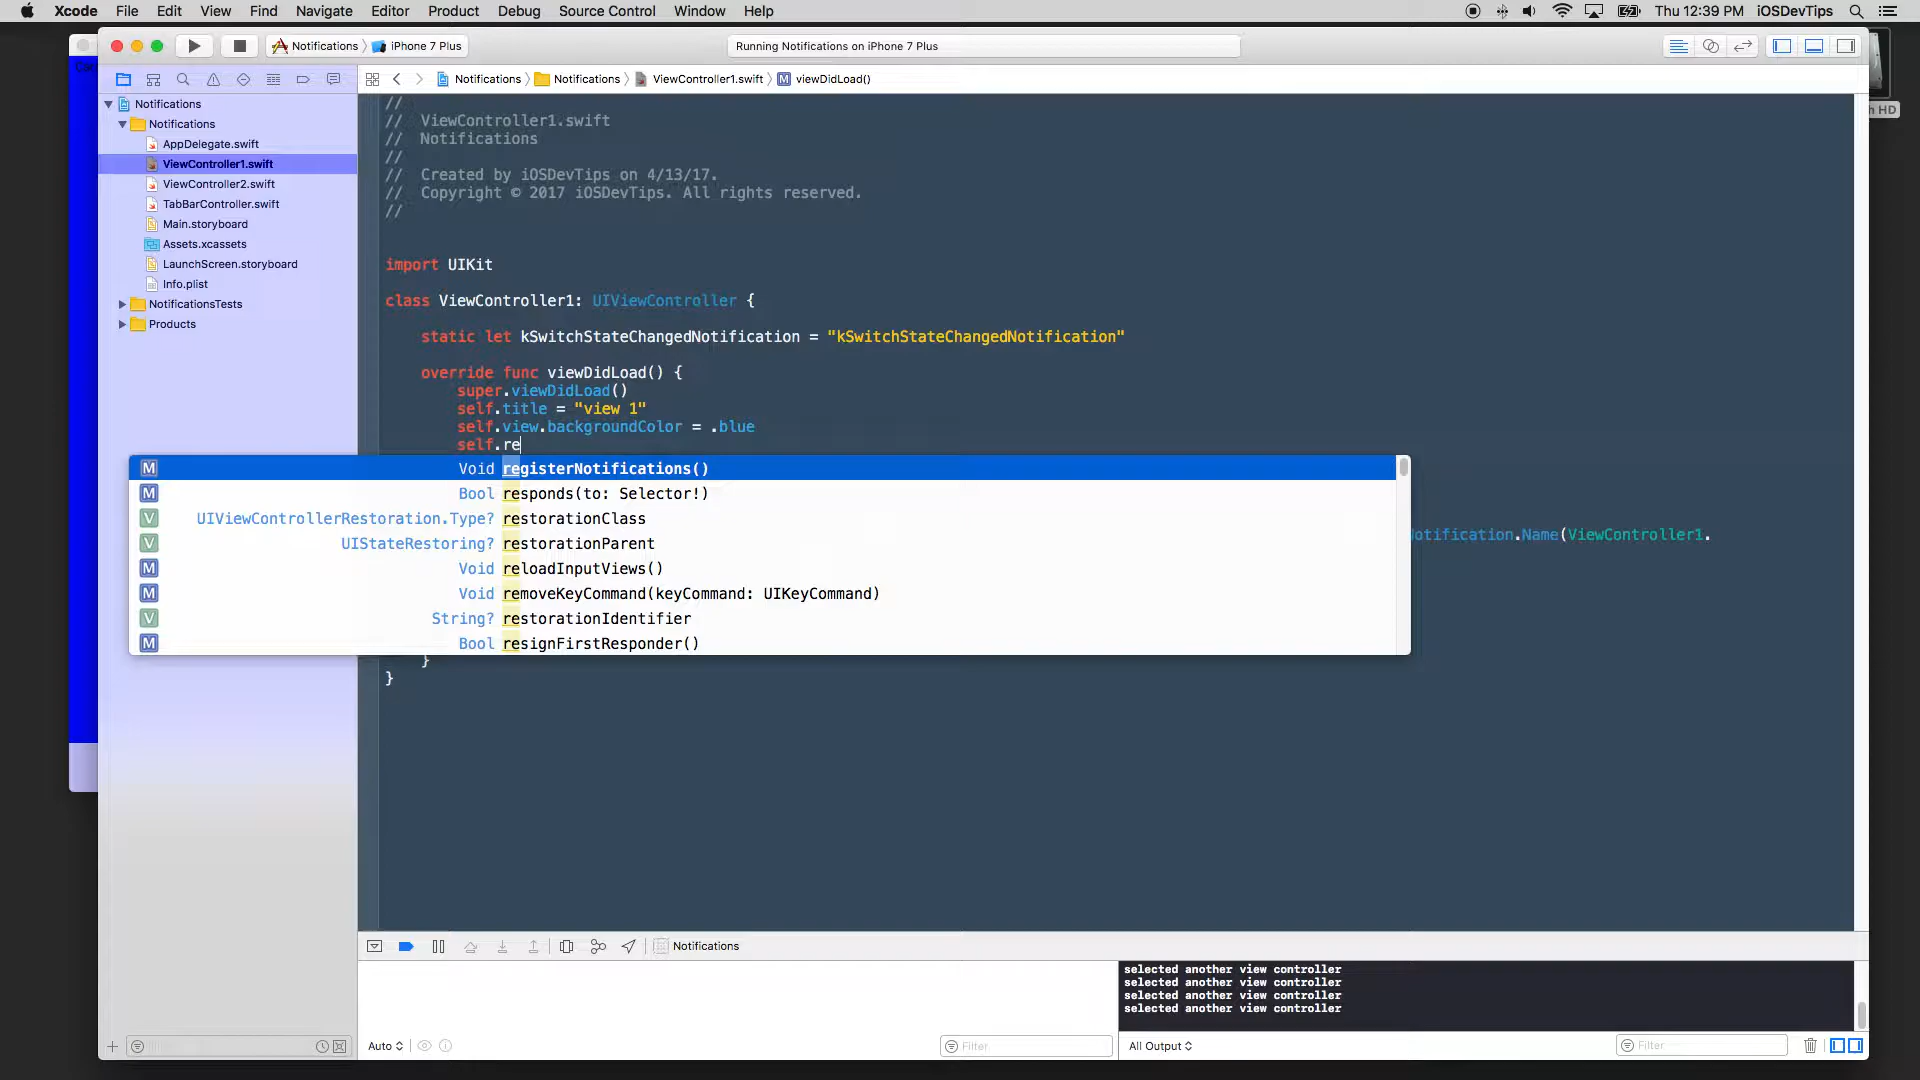 Xcode File Edit View Find Navigate Editor Product Debug Source Control Window Help Thu 12:39 PM iOSDevTips
Notifications iPhone 7 Plus Running Notifications on iPhone 7 Plus
Notifications Notifications ViewController1.swift M viewDidLoad()
h HD
Notifications
Notifications
AppDelegate.swift
ViewController1.swift
ViewController2.swift
TabBarController.swift
Main.storyboard
Assets.xcassets
LaunchScreen.storyboard
Info.plist
NotificationsTests
Products
//
// ViewController1.swift
// Notifications
//
// Created by iOSDevTips on 4/13/17.
// Copyright © 2017 iOSDevTips. All rights reserved.
//
import UIKit
class ViewController1: UIViewController {
static let kSwitchStateChangedNotification = "kSwitchStateChangedNotification"
override func viewDidLoad() {
super.viewDidLoad()
self.title = "view 1"
self.view.backgroundColor = .blue
self.re
M Void registerNotifications()
M Bool responds(to: Selector!)
V UIViewControllerRestoration.Type? restorationClass
V UIStateRestoring? restorationParent
otification.Name(ViewController1.
M Void reloadInputViews()
M Void removeKeyCommand(keyCommand: UIKeyCommand)
V String? restorationIdentifier
M Bool resignFirstResponder()
}
}
Notifications
selected another view controller
selected another view controller
selected another view controller
selected another view controller
Auto Filter All Output Filter